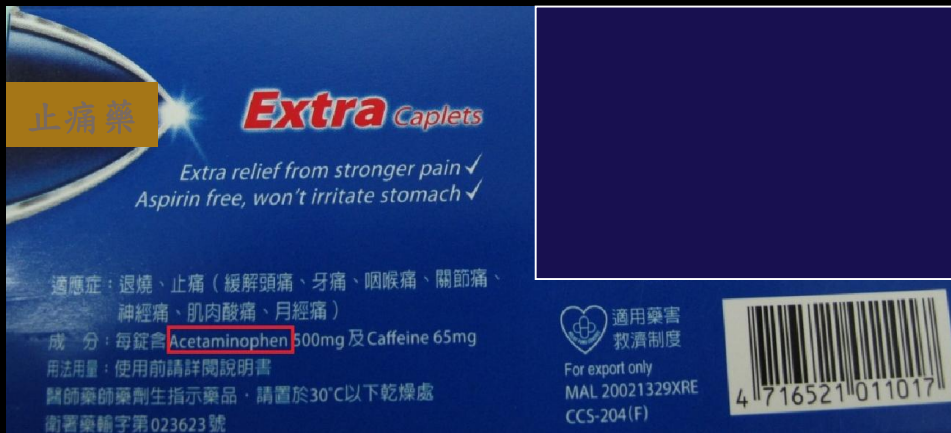 止痛藥
Extra Caplets
Extra relief from stronger pain ✓
Aspirin free, won't irritate stomach ✓
適應症：退燒、止痛（緩解頭痛、牙痛、咽喉痛、關節痛、
神經痛、肌肉酸痛、月經痛）
成　分：每錠含 Acetaminophen 500mg 及 Caffeine 65mg
用法用量：使用前請詳閱說明書
醫師藥師藥劑生指示藥品，請置於30°C以下乾燥處
衛署藥輸字第023623號
適用藥害
救濟制度
For export only
MAL 20021329XRE
CCS-204(F)
4 716521 011017